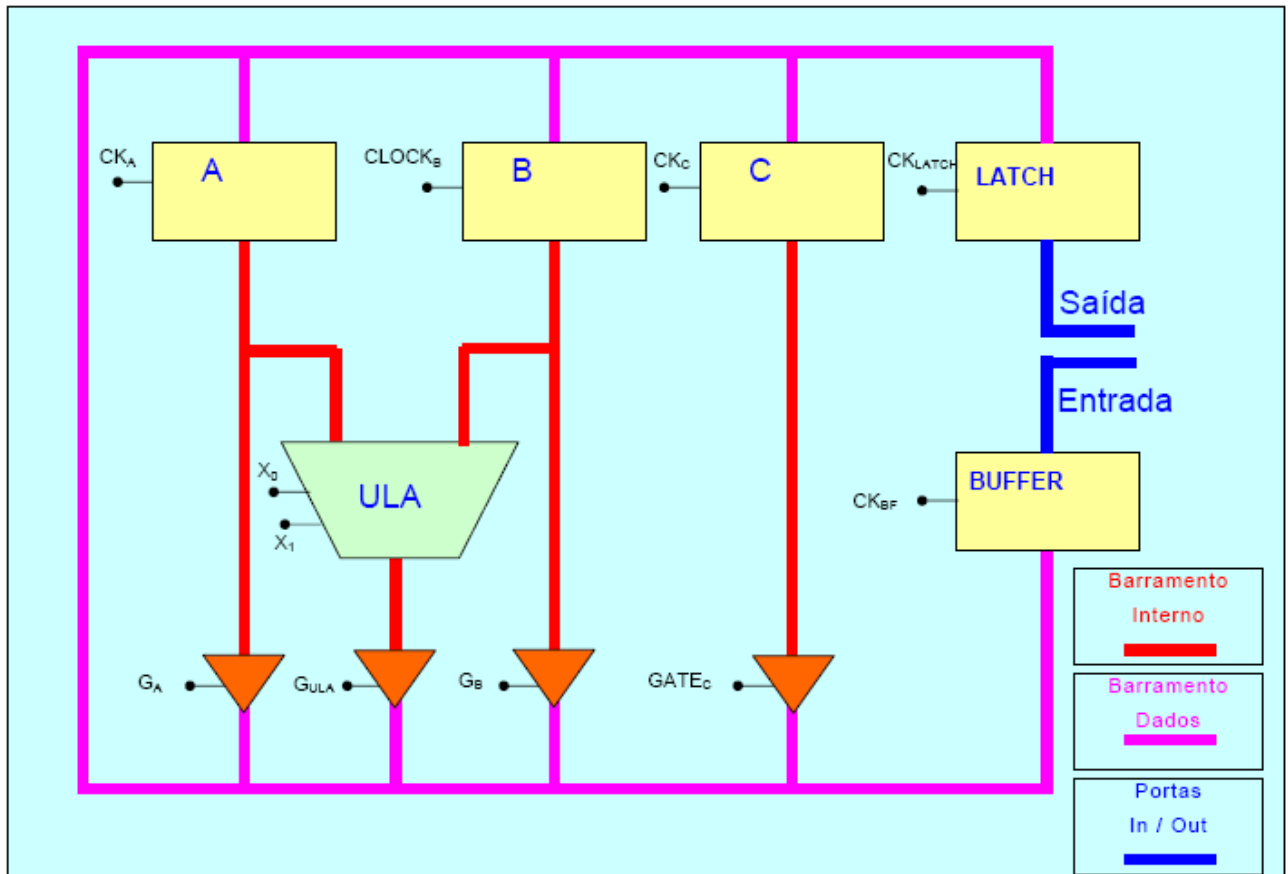 CKA
A
CLOCKB
B
CKC
C
CKLATCH
LATCH
Saída
Entrada
X0
X1
ULA
CKBF
BUFFER
GA
GULA
GB
GATEC
Barramento
Interno
Barramento
Dados
Portas
In / Out